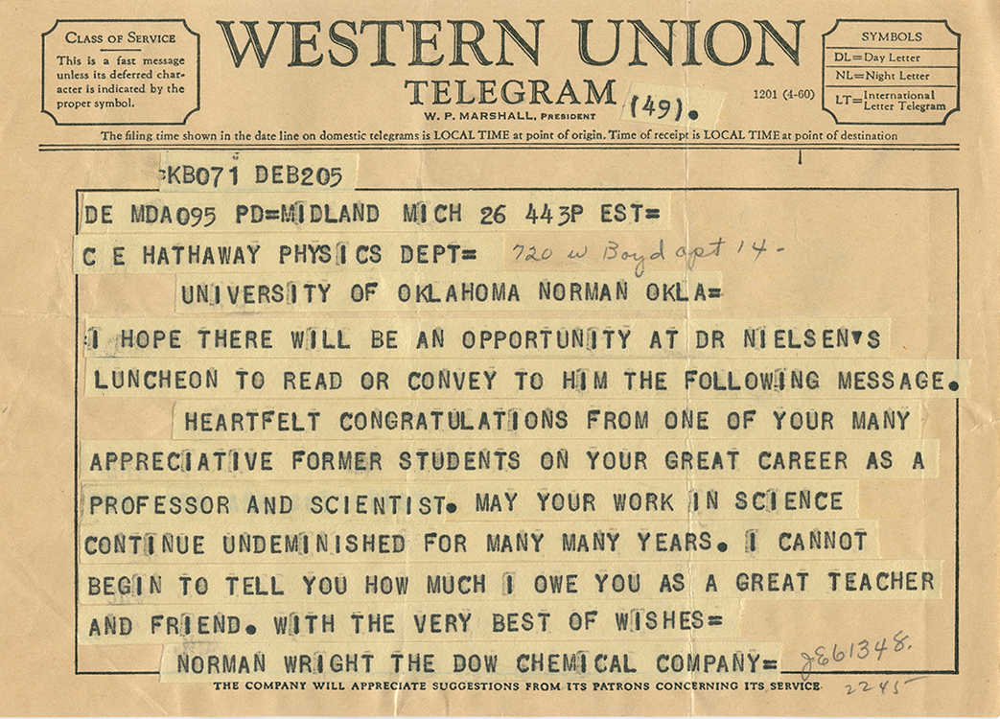 CLASS OF SERVICE
This is a fast message
unless its deferred char-
acter is indicated by the
proper symbol.
WESTERN UNION
TELEGRAM
W. P. MARSHALL, PRESIDENT
(49).
1201 (4-60)
SYMBOLS
DL=Day Letter
NL=Night Letter
LT=International Letter Telegram
The filing time shown in the date line on domestic telegrams is LOCAL TIME at point of origin. Time of receipt is LOCAL TIME at point of destination
KB071 DEB205
DE MDA095 PD=MIDLAND MICH 26 443P EST=
C E HATHAWAY PHYSICS DEPT= 720 W Boyd apt 14-
UNIVERSITY OF OKLAHOMA NORMAN OKLA=
I HOPE THERE WILL BE AN OPPORTUNITY AT DR NIELSEN'S
LUNCHEON TO READ OR CONVEY TO HIM THE FOLLOWING MESSAGE.
HEARTFELT CONGRATULATIONS FROM ONE OF YOUR MANY
APPRECIATIVE FORMER STUDENTS ON YOUR GREAT CAREER AS A
PROFESSOR AND SCIENTIST. MAY YOUR WORK IN SCIENCE
CONTINUE UNDEMINISHED FOR MANY MANY YEARS. I CANNOT
BEGIN TO TELL YOU HOW MUCH I OWE YOU AS A GREAT TEACHER
AND FRIEND. WITH THE VERY BEST OF WISHES=
NORMAN WRIGHT THE DOW CHEMICAL COMPANY=
JE61348.
2245
THE COMPANY WILL APPRECIATE SUGGESTIONS FROM ITS PATRONS CONCERNING ITS SERVICE